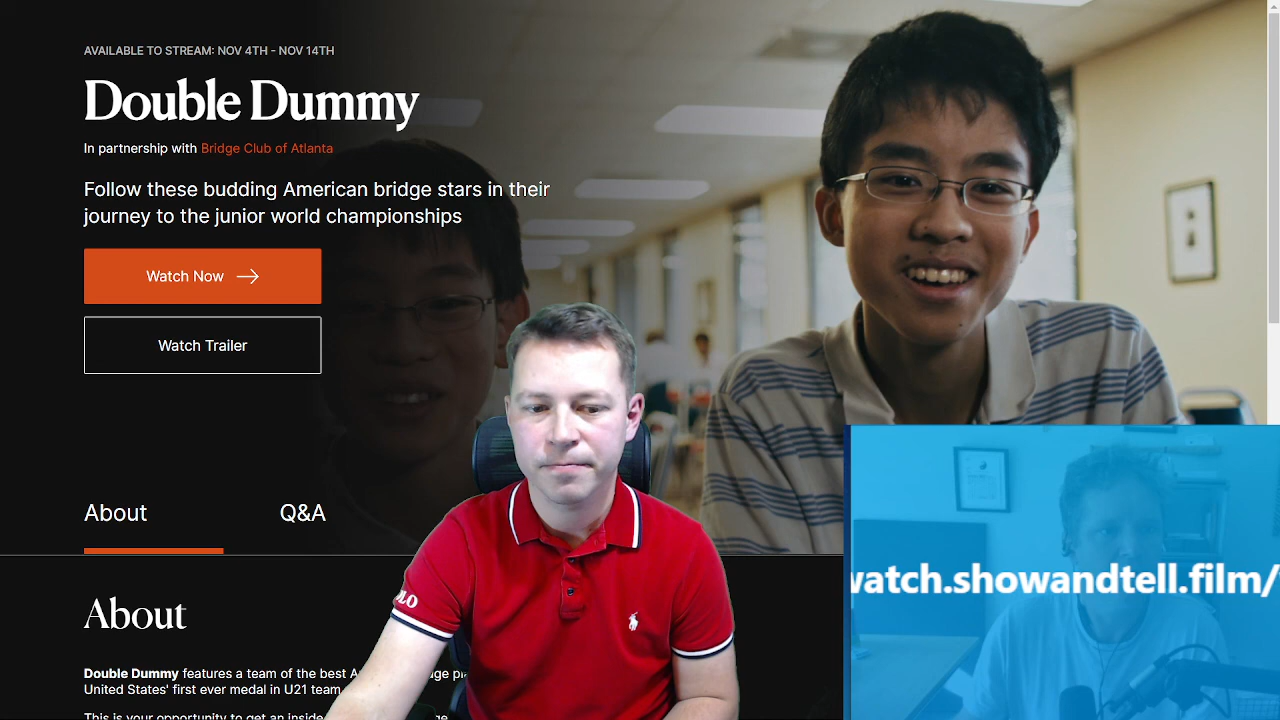 AVAILABLE TO STREAM: NOV 4TH - NOV 14TH
Double Dummy
In partnership with Bridge Club of Atlanta
Follow these budding American bridge stars in their
journey to the junior world championships
Watch Now
Watch Trailer
About
Q&A
About
Double Dummy features a team of the best
United States' first ever medal in U21 team
This is your opportunity to get an inside
watch.showandtell.film/
LO